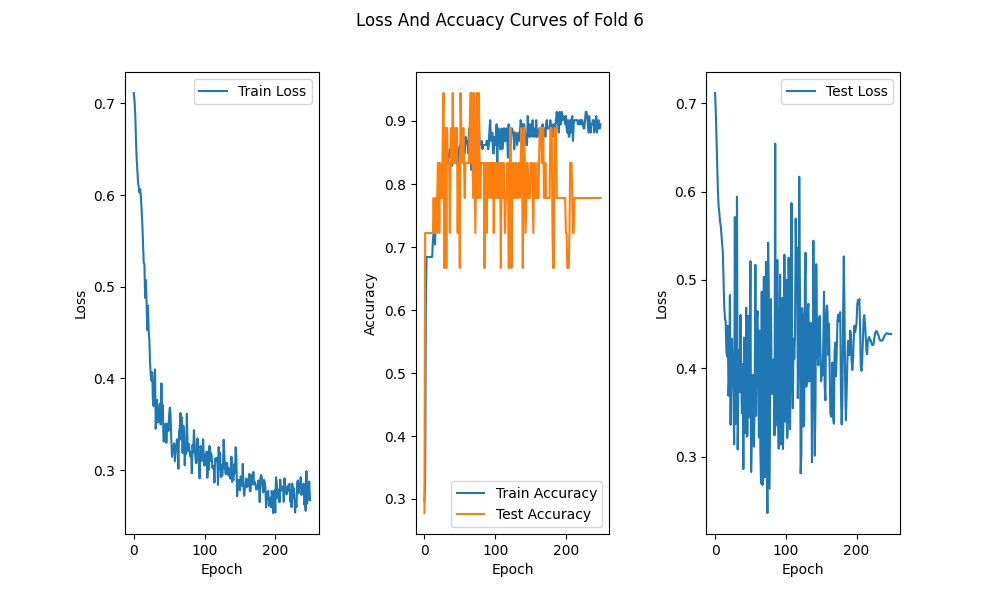 Loss And Accuacy Curves of Fold 6
Train Loss
Loss
0.7
0.6
0.5
0.4
0.3
0 100 200
Epoch
Train Accuracy
Test Accuracy
Accuracy
0.9
0.8
0.7
0.6
0.5
0.4
0.3
0 100 200
Epoch
Test Loss
Loss
0.7
0.6
0.5
0.4
0.3
0 100 200
Epoch